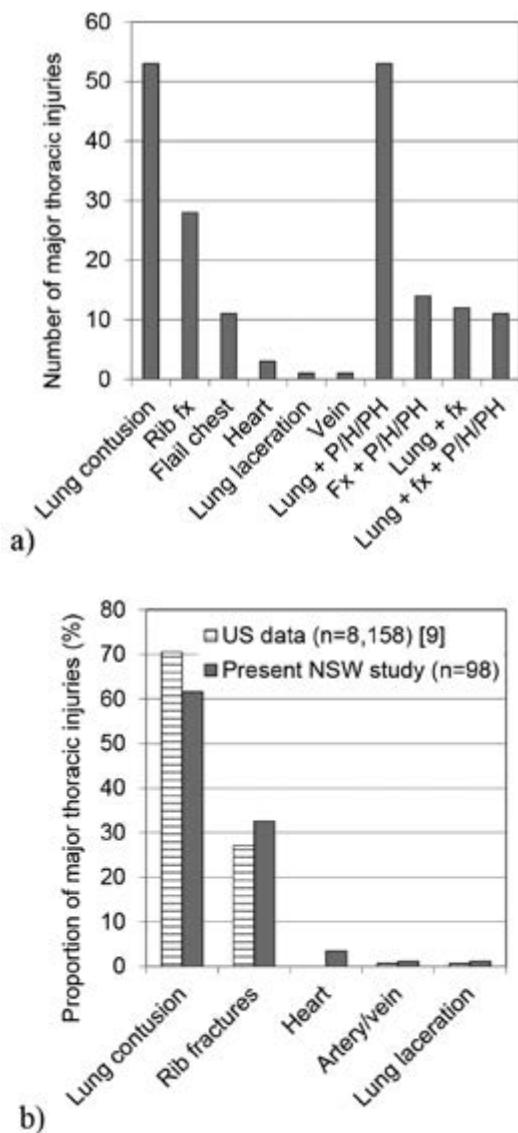 Number of major thoracic injuries
60
50
40
30
20
10
0
Lung contusion
Rib fx
Flail chest
Heart
Lung laceration
Vein
Lung + P/H/PH
Fx + P/H/PH
Lung + fx
Lung + fx + P/H/PH
a)
Proportion of major thoracic injuries (%)
80
70
60
50
40
30
20
10
0
US data (n=8,158) [9]
Present NSW study (n=98)
Lung contusion
Rib fractures
Heart
Artery/vein
Lung laceration
b)